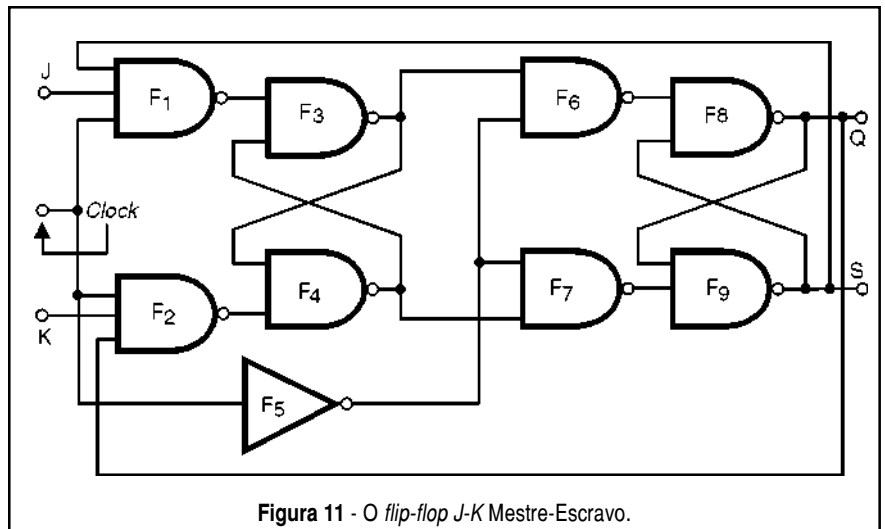 J
F1
F3
F6
F8
Q
Clock
K
F2
F4
F7
F9
S
F5
Figura 11 - O flip-flop J-K Mestre-Escravo.